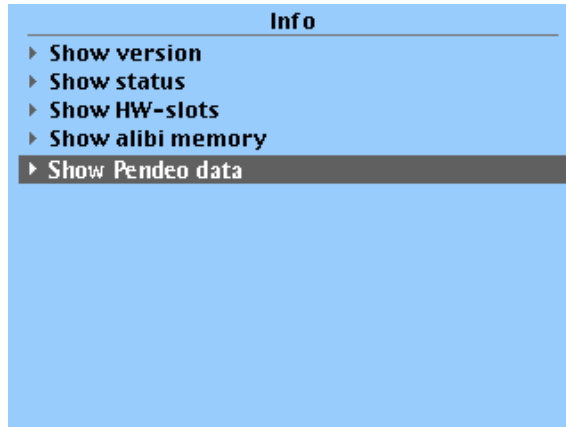 Info
Show version
Show status
Show HW-slots
Show alibi memory
Show Pendeo data